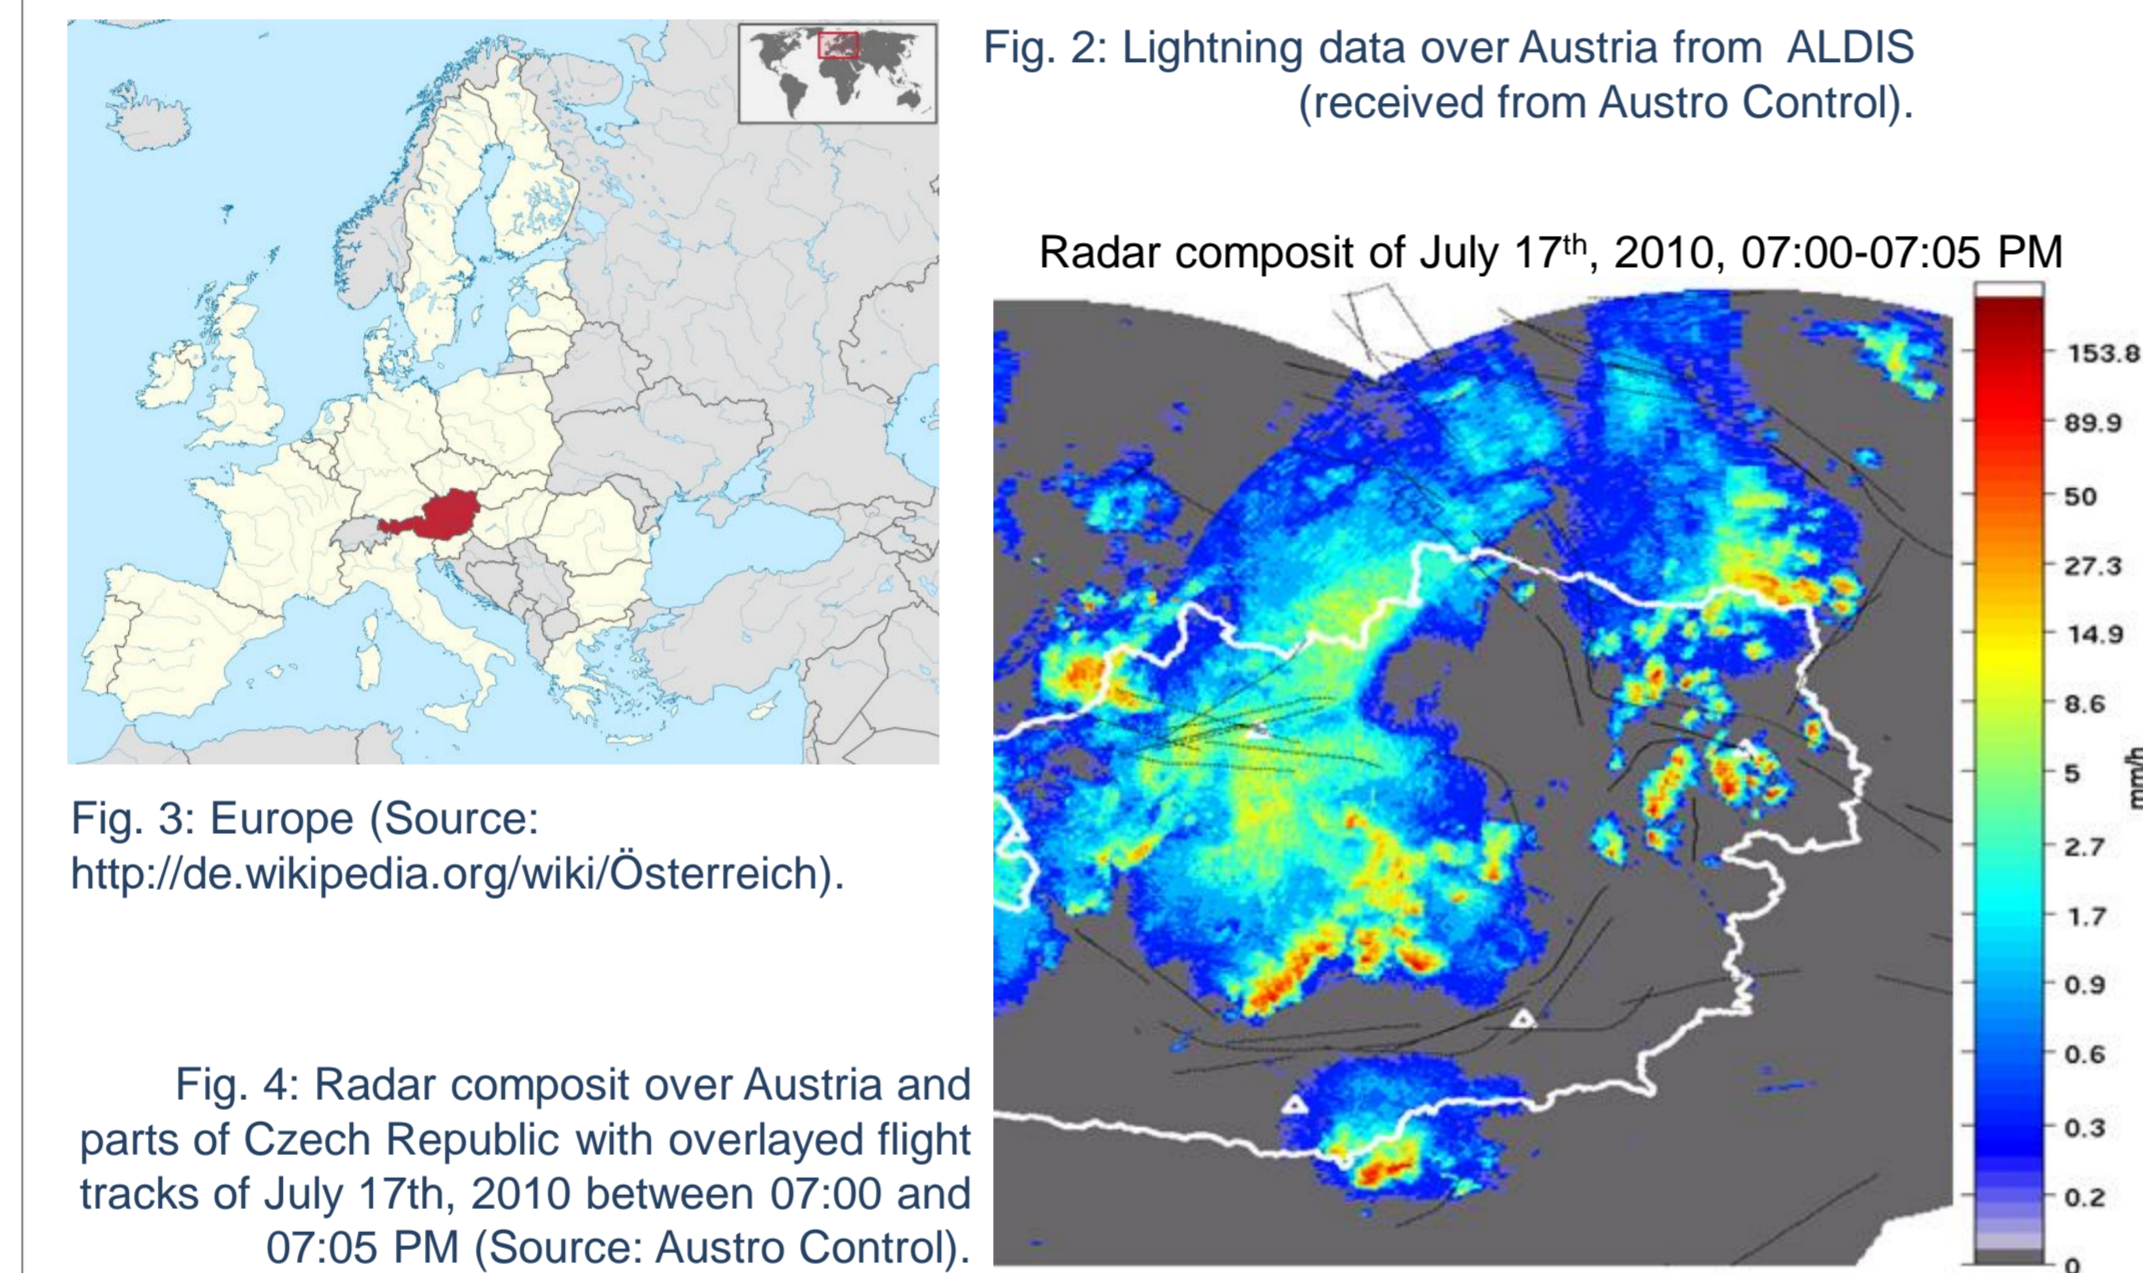 Fig. 2: Lightning data over Austria from ALDIS
(received from Austro Control).
Radar composit of July 17th, 2010, 07:00-07:05 PM
153.8
89.9
50
27.3
14.9
8.6
5
2.7
1.7
0.9
0.6
0.3
0.2
0
mm/h
Fig. 3: Europe (Source:
http://de.wikipedia.org/wiki/Österreich).
Fig. 4: Radar composit over Austria and
parts of Czech Republic with overlayed flight
tracks of July 17th, 2010 between 07:00 and
07:05 PM (Source: Austro Control).